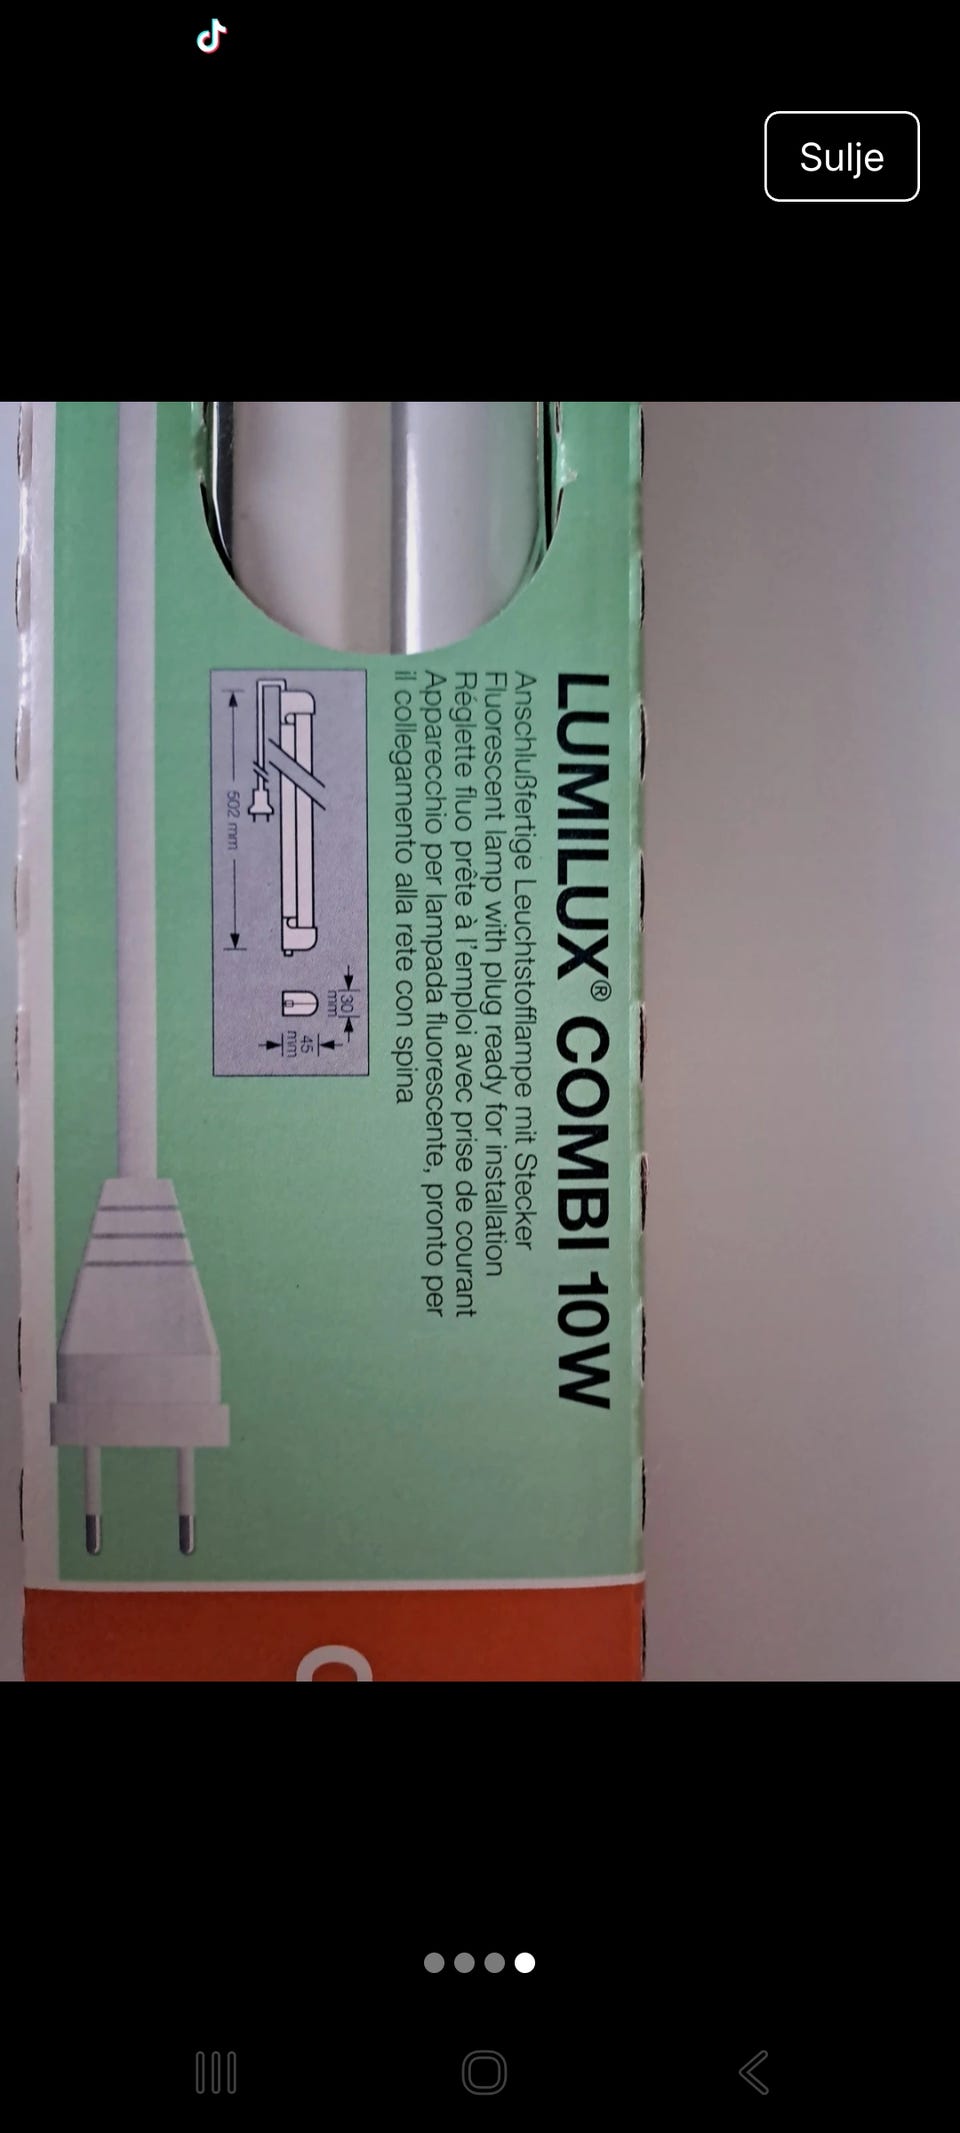 Sulje
LUMILUX® COMBI 10W
Anschlußfertige Leuchtstofflampe mit Stecker
Fluorescent lamp with plug ready for installation
Réglette fluo prête à l'emploi avec prise de courant
Apparecchio per lampada fluorescente, pronto per
il collegamento alla rete con spina
30
mm
45
mm
502 mm